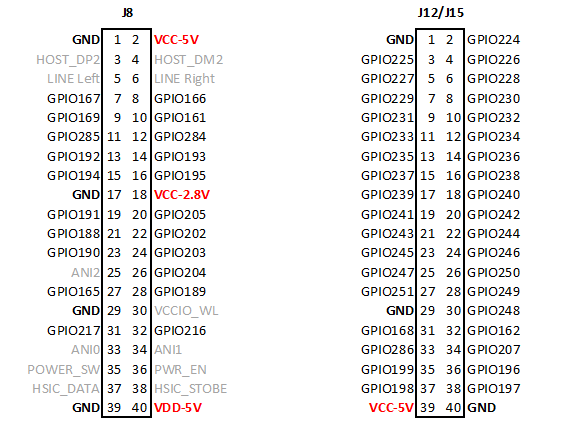 J8 J12/J15
GND 1 2 VCC-5V GND 1 2 GPIO224
HOST_DP2 3 4 HOST_DM2 GPIO225 3 4 GPIO226
LINE Left 5 6 LINE Right GPIO227 5 6 GPIO228
GPIO167 7 8 GPIO166 GPIO229 7 8 GPIO230
GPIO169 9 10 GPIO161 GPIO231 9 10 GPIO232
GPIO285 11 12 GPIO284 GPIO233 11 12 GPIO234
GPIO192 13 14 GPIO193 GPIO235 13 14 GPIO236
GPIO194 15 16 GPIO195 GPIO237 15 16 GPIO238
GND 17 18 VCC-2.8V GPIO239 17 18 GPIO240
GPIO191 19 20 GPIO205 GPIO241 19 20 GPIO242
GPIO188 21 22 GPIO202 GPIO243 21 22 GPIO244
GPIO190 23 24 GPIO203 GPIO245 23 24 GPIO246
ANI2 25 26 GPIO204 GPIO247 25 26 GPIO250
GPIO165 27 28 GPIO189 GPIO251 27 28 GPIO249
GND 29 30 VCCIO_WL GND 29 30 GPIO248
GPIO217 31 32 GPIO216 GPIO168 31 32 GPIO162
ANI0 33 34 ANI1 GPIO286 33 34 GPIO207
POWER_SW 35 36 PWR_EN GPIO199 35 36 GPIO196
HSIC_DATA 37 38 HSIC_STOBE GPIO198 37 38 GPIO197
GND 39 40 VDD-5V VCC-5V 39 40 GND